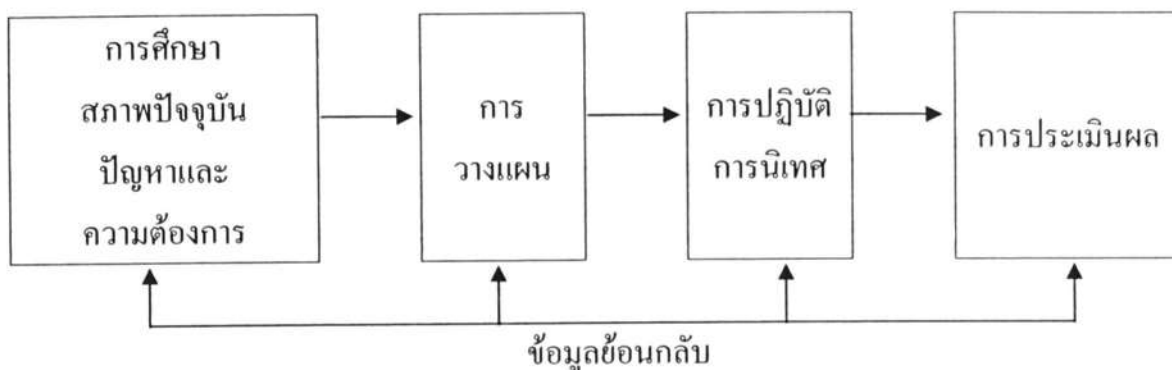 การศึกษา
สภาพปัจจุบัน
ปัญหาและ
ความต้องการ
การ
วางแผน
การปฏิบัติ
การนิเทศ
การประเมินผล
ข้อมูลย้อนกลับ